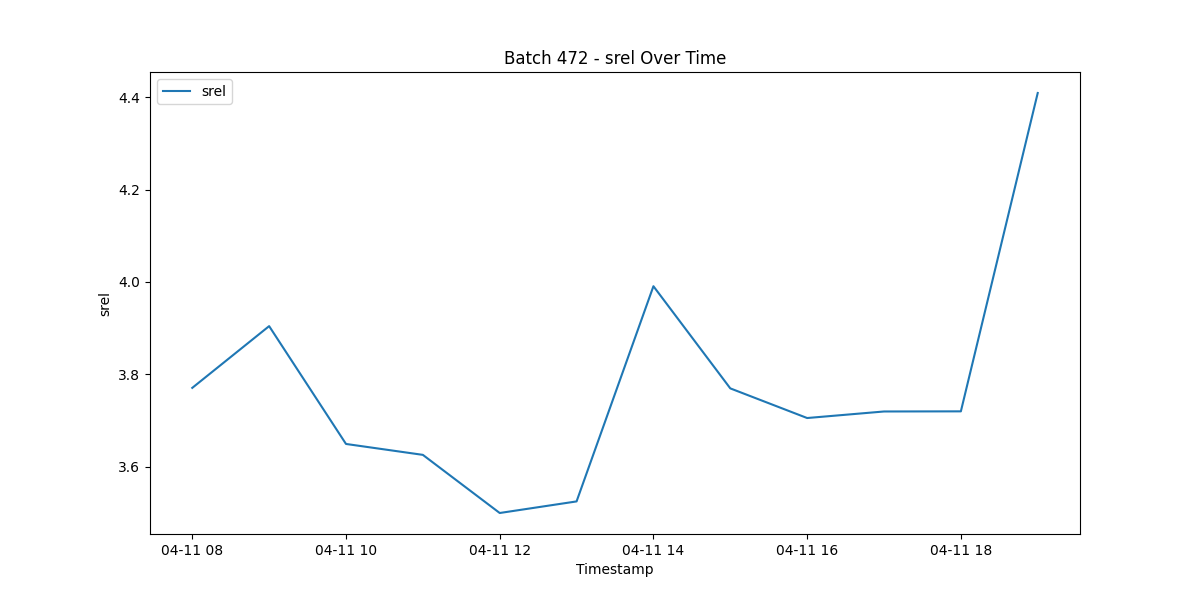 Batch 472 - srel Over Time
srel
4.4
4.2
4.0
3.8
3.6
srel
04-11 08
04-11 10
04-11 12
04-11 14
04-11 16
04-11 18
Timestamp